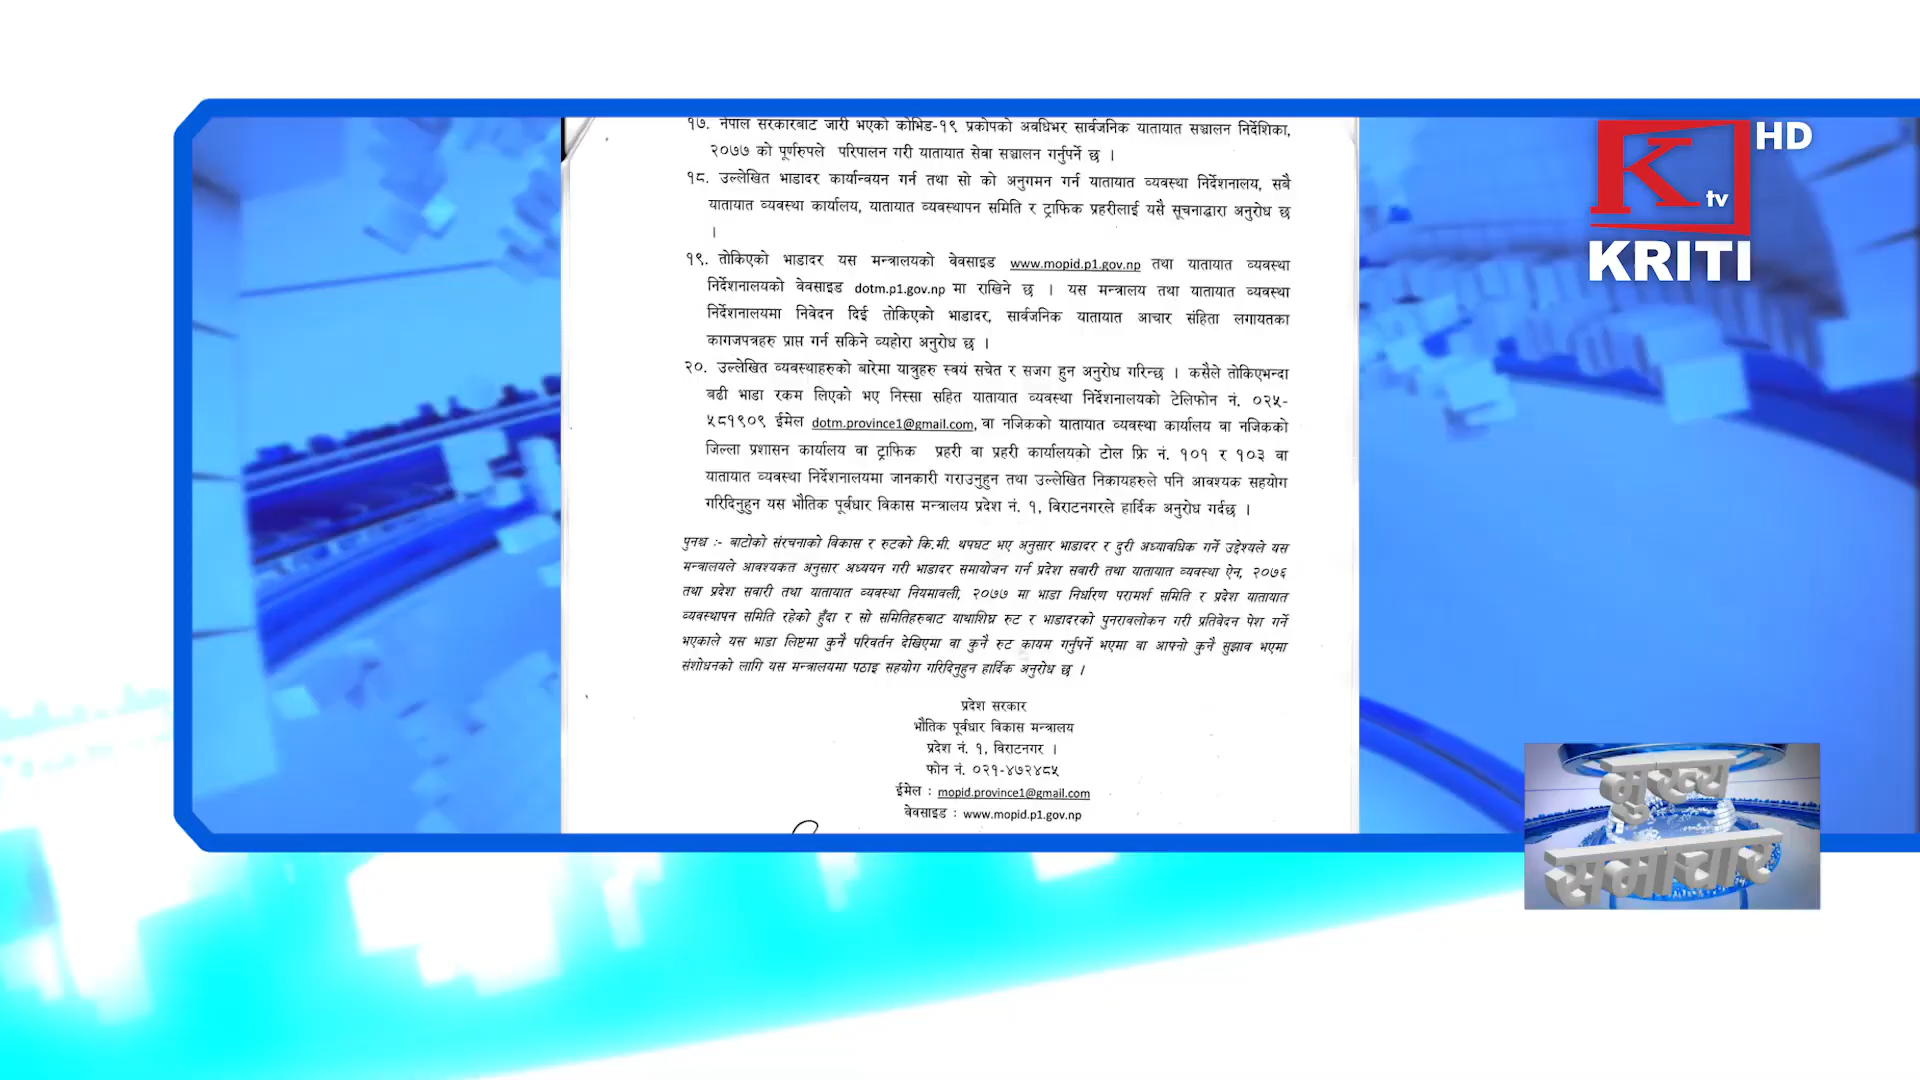 १७. नेपाल सरकारबाट जारी भएको कोभिड-१९ प्रकोपको अवधिभर सार्वजनिक यातायात सञ्चालन निर्देशिका,
२०७७ को पूर्णरुपले परिपालन गरी यातायात सेवा सञ्चालन गर्नुपर्ने छ ।
१८. उल्लेखित भाडादर कार्यान्वयन गर्न तथा सो को अनुगमन गर्न यातायात व्यवस्था निर्देशनालय, सबै
यातायात व्यवस्था कार्यालय, यातायात व्यवस्थापन समिति र ट्राफिक प्रहरीलाई यसै सूचनाद्धारा अनुरोध छ
।
१९. तोकिएको भाडादर यस मन्त्रालयको वेवसाइड www.mopid.p1.gov.np तथा यातायात व्यवस्था
निर्देशनालयको वेवसाइड dotm.p1.gov.np मा राखिने छ । यस मन्त्रालय तथा यातायात व्यवस्था
निर्देशनालयमा निवेदन दिई तोकिएको भाडादर, सार्वजनिक यातायात आचार संहिता लगायतका
कागजपत्रहरु प्राप्त गर्न सकिने व्यहोरा अनुरोध छ ।
२०. उल्लेखित व्यवस्थाहरुको बारेमा यात्रुहरु स्वयं सचेत र सजग हुन अनुरोध गरिन्छ । कसैले तोकिएभन्दा
बढी भाडा रकम लिएको भए निस्सा सहित यातायात व्यवस्था निर्देशनालयको टेलिफोन नं. ०२५-
५८१९०९ ईमेल dotm.province1@gmail.com, वा नजिकको यातायात व्यवस्था कार्यालय वा नजिकको
जिल्ला प्रशासन कार्यालय वा ट्राफिक प्रहरी वा प्रहरी कार्यालयको टोल फ्रि नं. १०१ र १०३ वा
यातायात व्यवस्था निर्देशनालयमा जानकारी गराउनुहुन तथा उल्लेखित निकायहरुले पनि आवश्यक सहयोग
गरिदिनुहुन यस भौतिक पूर्वधार विकास मन्त्रालय प्रदेश नं. १, विराटनगरले हार्दिक अनुरोध गर्दछ ।
पुनश्च :- बाटोको संरचनाको विकास र रुटको कि.मी. थपघट भए अनुसार भाडादर र दुरी अध्यावधिक गर्ने उद्देश्यले यस
मन्त्रालयले आवश्यकत अनुसार अध्ययन गरी भाडादर समायोजन गर्न प्रदेश सवारी तथा यातायात व्यवस्था ऐन, २०७६
तथा प्रदेश सवारी तथा यातायात व्यवस्था नियमावली, २०७७ मा भाडा निर्धारण परामर्श समिति र प्रदेश यातायात
व्यवस्थापन समिति रहेको हुँदा र सो समितिहरुबाट याथाशिघ्र रुट र भाडादरको पुनरावलोकन गरी प्रतिवेदन पेश गर्ने
भएकाले यस भाडा लिष्टमा कुनै परिवर्तन देखिएमा वा कुनै रुट कायम गर्नुपर्ने भएमा वा आफ्नो कुनै सुझाव भएमा
संशोधनको लागि यस मन्त्रालयमा पठाइ सहयोग गरिदिनुहुन हार्दिक अनुरोध छ ।
प्रदेश सरकार
भौतिक पूर्वधार विकास मन्त्रालय
प्रदेश नं. १, विराटनगर ।
फोन नं. ०२१-४७२४८५
ईमेल : mopid.province1@gmail.com
वेवसाइड : www.mopid.p1.gov.np
K tv HD
KRITI
मुख्य
समाचार